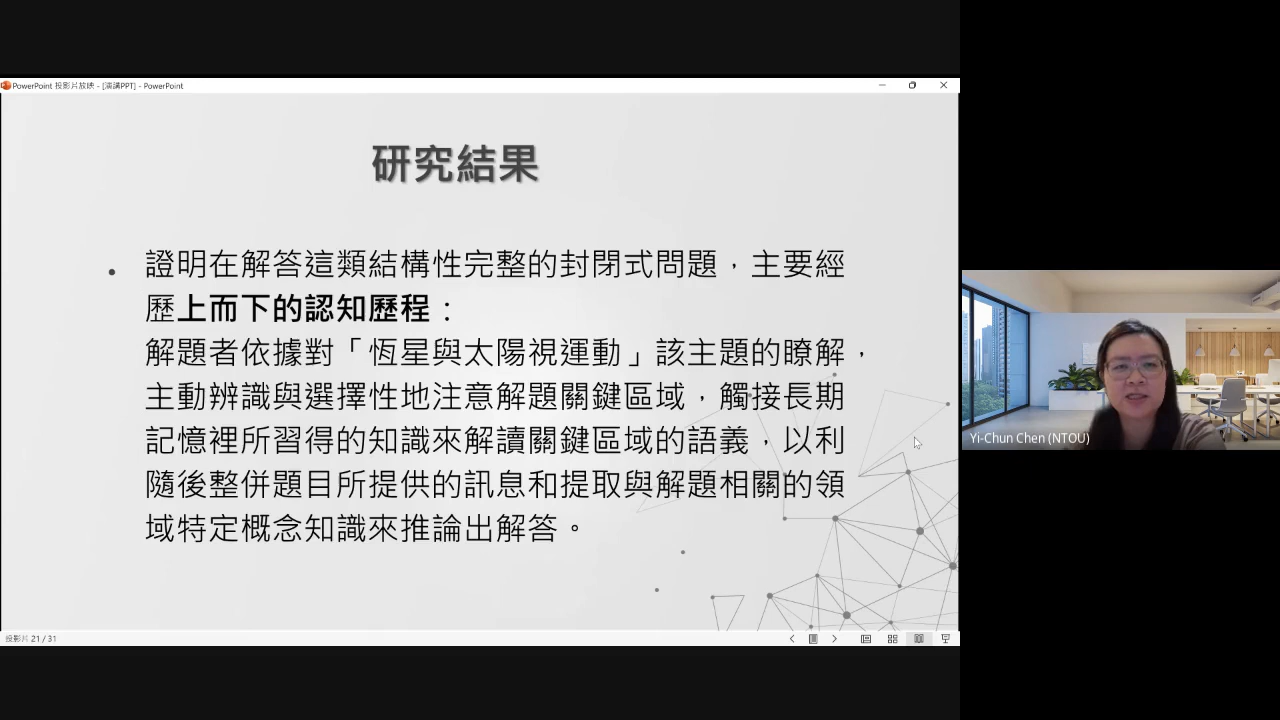 PowerPoint 投影片放映 - [演講PPT] - PowerPoint
研究結果
• 證明在解答這類結構性完整的封閉式問題，主要經
歷上而下的認知歷程：
解題者依據對「恆星與太陽視運動」該主題的瞭解，
主動辨識與選擇性地注意解題關鍵區域，觸接長期
記憶裡所習得的知識來解讀關鍵區域的語義，以利
隨後整併題目所提供的訊息和提取與解題相關的領
域特定概念知識來推論出解答。
Yi-Chun Chen (NTOU)
投影片 21 / 31